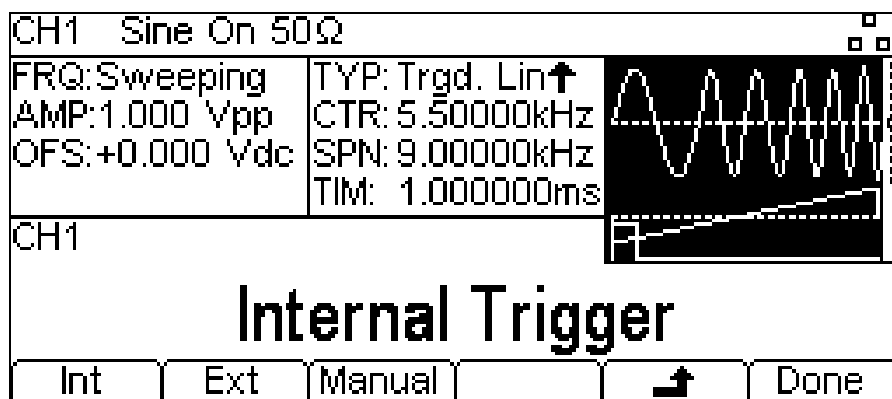 CH1 Sine On 50Ω
FRQ:Sweeping
AMP:1.000 Vpp
OFS:+0.000 Vdc
TYP:Trgd. Lin↑
CTR:5.50000kHz
SPN:9.00000kHz
TIM: 1.000000ms
CH1
Internal Trigger
Int Ext Manual Done